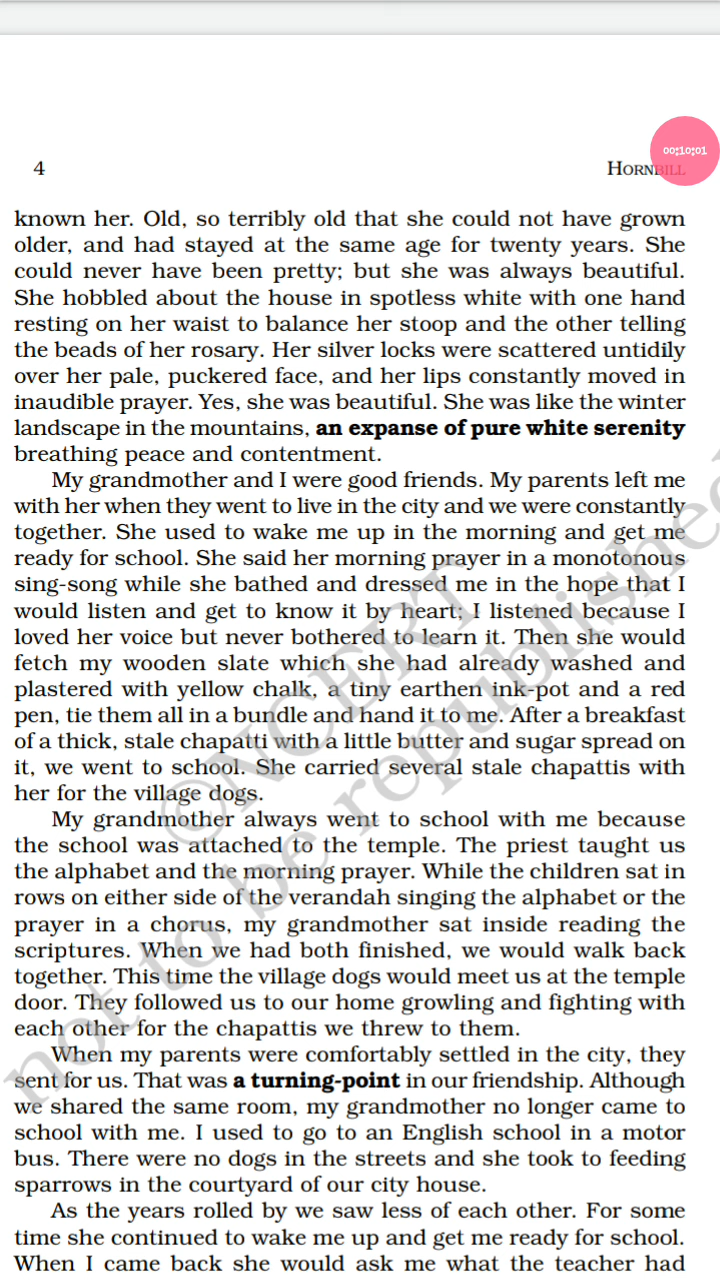 00:10:01
4 HORNBILL
known her. Old, so terribly old that she could not have grown
older, and had stayed at the same age for twenty years. She
could never have been pretty; but she was always beautiful.
She hobbled about the house in spotless white with one hand
resting on her waist to balance her stoop and the other telling
the beads of her rosary. Her silver locks were scattered untidily
over her pale, puckered face, and her lips constantly moved in
inaudible prayer. Yes, she was beautiful. She was like the winter
landscape in the mountains, an expanse of pure white serenity
breathing peace and contentment.
My grandmother and I were good friends. My parents left me
with her when they went to live in the city and we were constantly
together. She used to wake me up in the morning and get me
ready for school. She said her morning prayer in a monotonous
sing-song while she bathed and dressed me in the hope that I
would listen and get to know it by heart; I listened because I
loved her voice but never bothered to learn it. Then she would
fetch my wooden slate which she had already washed and
plastered with yellow chalk, a tiny earthen ink-pot and a red
pen, tie them all in a bundle and hand it to me. After a breakfast
of a thick, stale chapatti with a little butter and sugar spread on
it, we went to school. She carried several stale chapattis with
her for the village dogs.
My grandmother always went to school with me because
the school was attached to the temple. The priest taught us
the alphabet and the morning prayer. While the children sat in
rows on either side of the verandah singing the alphabet or the
prayer in a chorus, my grandmother sat inside reading the
scriptures. When we had both finished, we would walk back
together. This time the village dogs would meet us at the temple
door. They followed us to our home growling and fighting with
each other for the chapattis we threw to them.
When my parents were comfortably settled in the city, they
sent for us. That was a turning-point in our friendship. Although
we shared the same room, my grandmother no longer came to
school with me. I used to go to an English school in a motor
bus. There were no dogs in the streets and she took to feeding
sparrows in the courtyard of our city house.
As the years rolled by we saw less of each other. For some
time she continued to wake me up and get me ready for school.
When I came back she would ask me what the teacher had
©NCERT
not to be republished